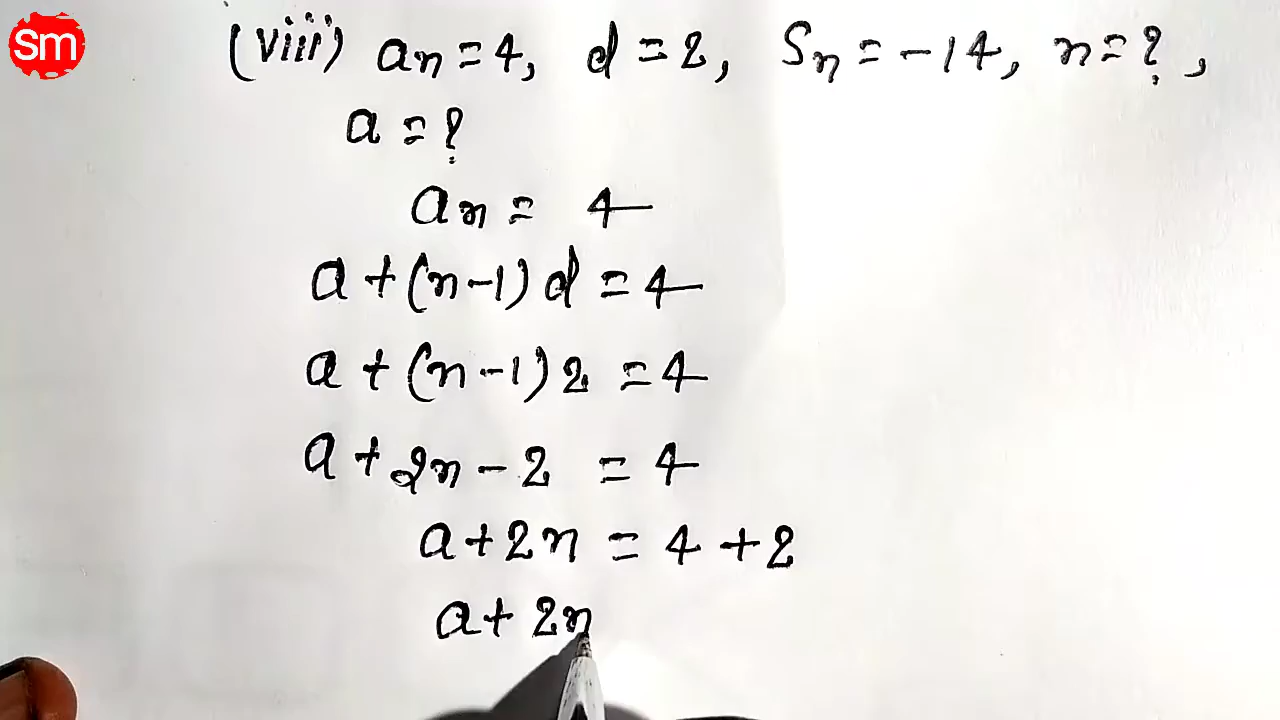 SM
(viii) an = 4, d = 2, Sn = -14, n = ?,
a = ?
an = 4
a + (n-1) d = 4
a + (n-1) 2 = 4
a + 2n - 2 = 4
a + 2n = 4 + 2
a + 2n